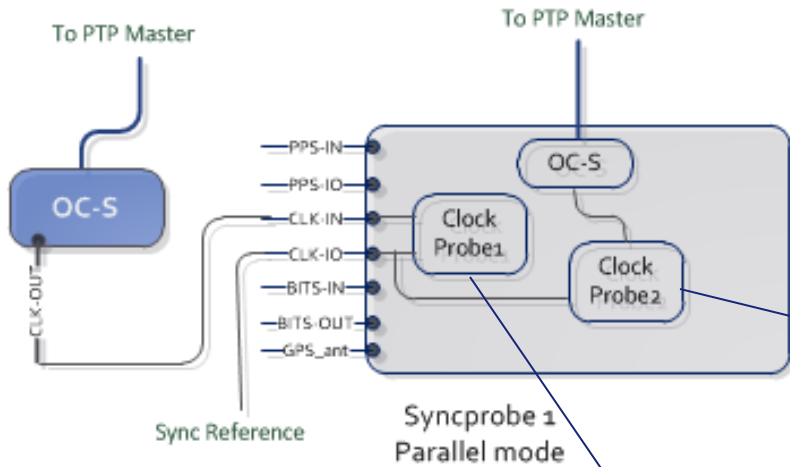 To PTP Master
To PTP Master
OC-S
CLK-OUT
PPS-IN
PPS-IO
CLK-IN
CLK-IO
BITS-IN
BITS-OUT
GPS_ant
OC-S
Clock
Probe1
Clock
Probe2
Sync Reference
Syncprobe 1
Parallel mode